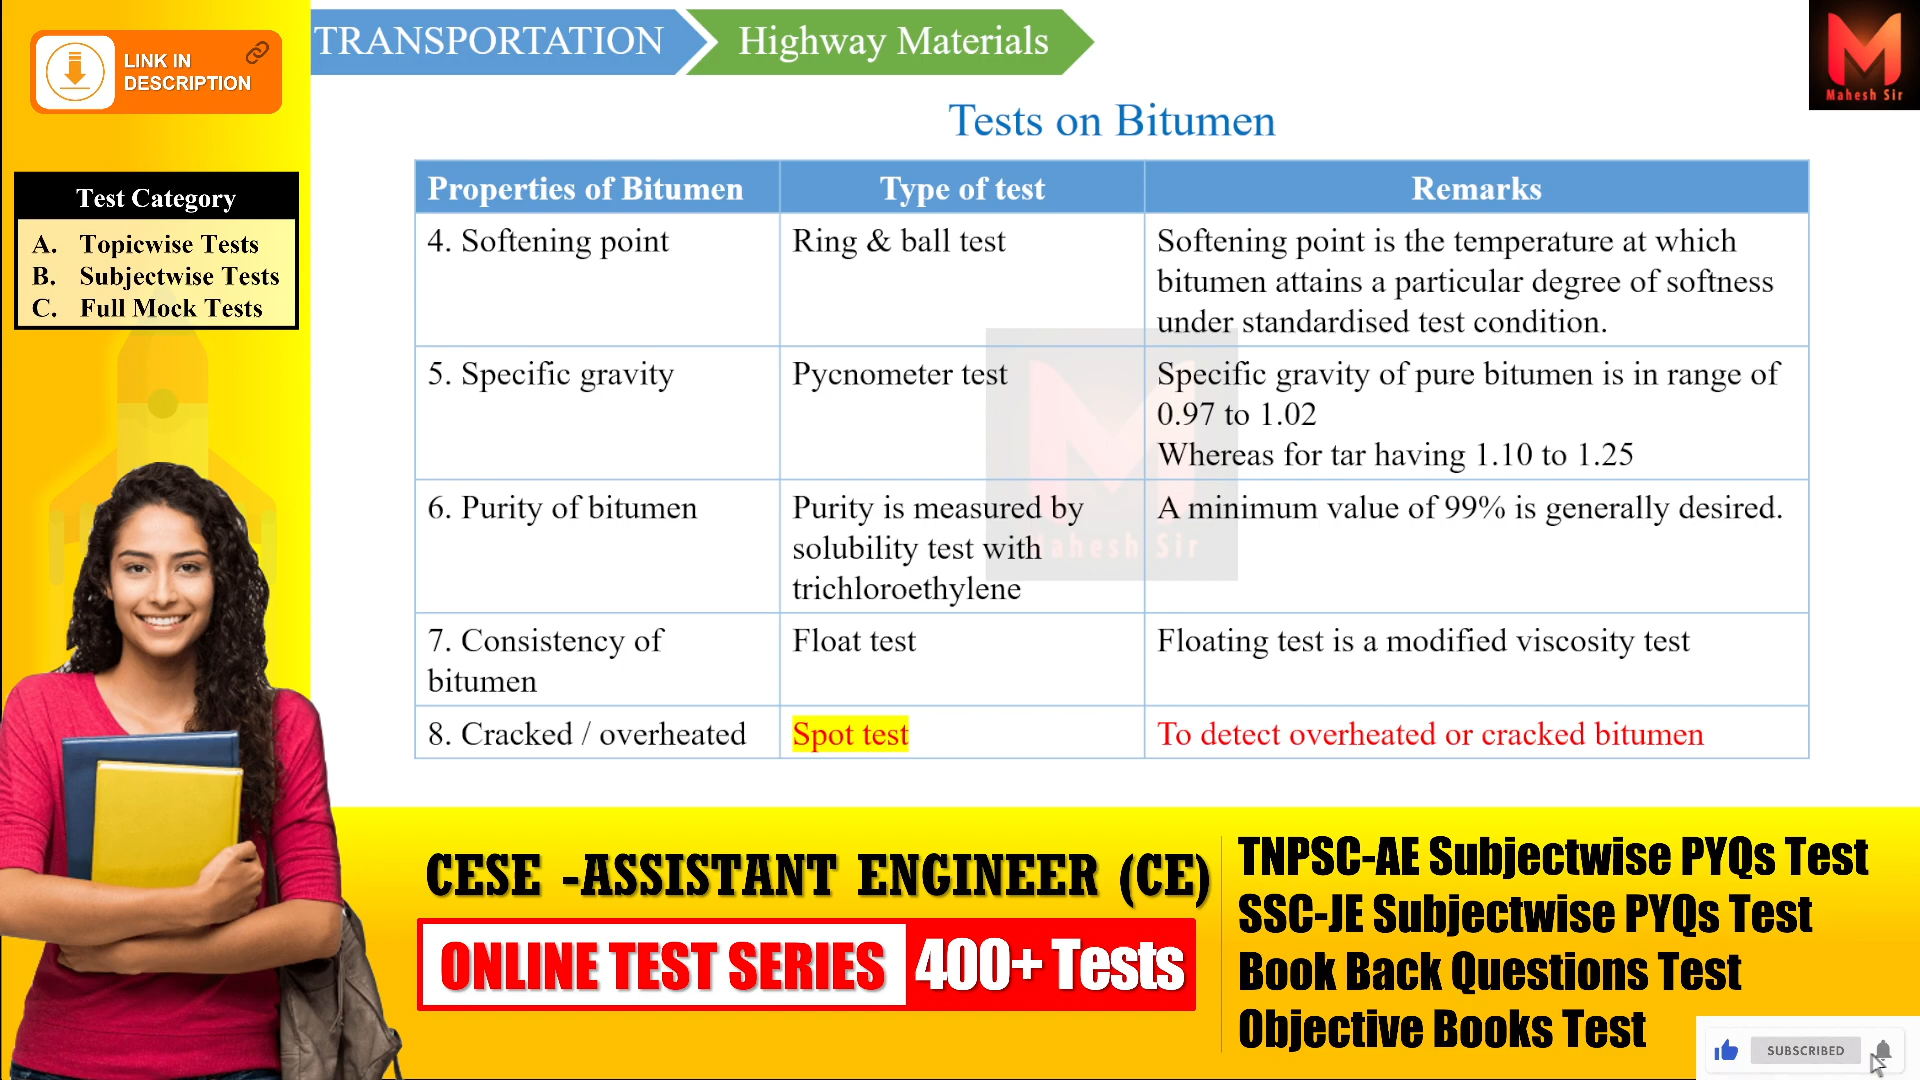 LINK IN
DESCRIPTION
TRANSPORTATION
Highway Materials
Mahesh Sir
Test Category
A. Topicwise Tests
B. Subjectwise Tests
C. Full Mock Tests
Tests on Bitumen
Properties of Bitumen Type of test Remarks
4. Softening point Ring & ball test Softening point is the temperature at which
bitumen attains a particular degree of softness
under standardised test condition.
5. Specific gravity Pycnometer test Specific gravity of pure bitumen is in range of
0.97 to 1.02
Whereas for tar having 1.10 to 1.25
6. Purity of bitumen Purity is measured by A minimum value of 99% is generally desired.
solubility test with
trichloroethylene
Mahesh Sir
7. Consistency of Float test Floating test is a modified viscosity test
bitumen
8. Cracked / overheated Spot test To detect overheated or cracked bitumen
CESE -ASSISTANT ENGINEER (CE)
ONLINE TEST SERIES 400+ Tests
TNPSC-AE Subjectwise PYQs Test
SSC-JE Subjectwise PYQs Test
Book Back Questions Test
Objective Books Test
SUBSCRIBED